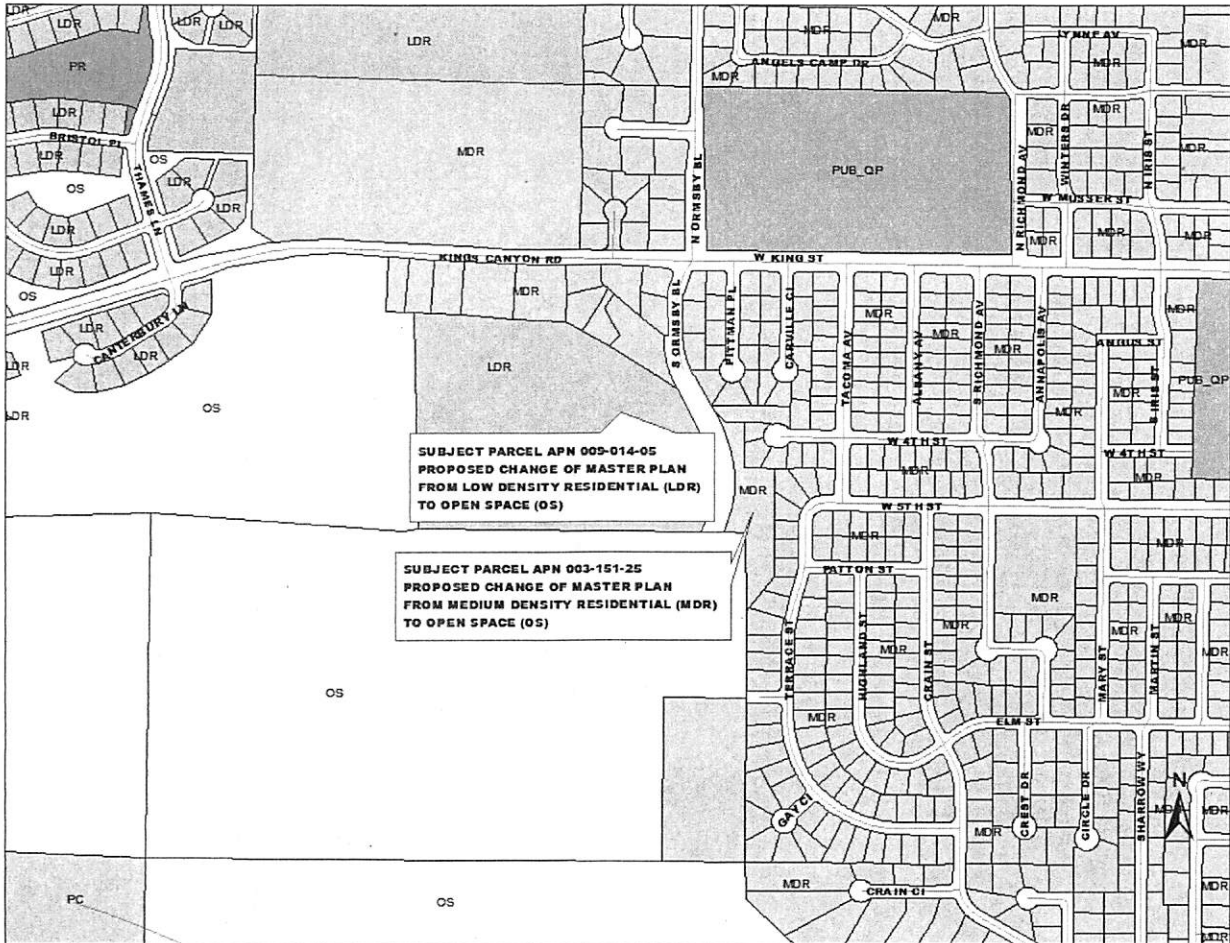 LDR
LDR
LDR
LDR
MDR
MDR
LYNNE AV
MDR
PR
ANGELS CAMP DR
MDR
MDR
LDR
BRISTOL PL
LDR
OS
THAMES LN
LDR
MDR
N ORMSBY BL
PUB_QP
N RICHMOND AV
MDR
WINTERS DR
MDR
N IRIS ST
MDR
OS
LDR
LDR
W MUSSER ST
MDR
MDR
MDR
LDR
KINGS CANYON RD
W KING ST
OS
LDR
CANTERBURY LN
LDR
LDR
MDR
S ORMSBY BL
PITTMAN PL
CARVILLE CI
TACOMA AV
MDR
ALBANY AV
MDR
S RICHMOND AV
MDR
ANNAPOLIS AV
MDR
ANGUS ST
MDR
S IRIS ST
MDR
PUB_QP
LDR
OS
LDR
W 4TH ST
W 4TH ST
MDR
MDR
SUBJECT PARCEL APN 009-014-05
PROPOSED CHANGE OF MASTER PLAN
FROM LOW DENSITY RESIDENTIAL (LDR)
TO OPEN SPACE (OS)
MDR
W 5TH ST
MDR
MDR
SUBJECT PARCEL APN 003-151-25
PROPOSED CHANGE OF MASTER PLAN
FROM MEDIUM DENSITY RESIDENTIAL (MDR)
TO OPEN SPACE (OS)
PATTON ST
MDR
TERRACE ST
HIGHLAND ST
MDR
CRAIN ST
MDR
MARY ST
MDR
MARTIN ST
MDR
MDR
OS
MDR
ELM ST
GAY CI
MDR
CREST DR
CIRCLE DR
SHARROW WY
N
MDR
MDR
MDR
PC
OS
MDR
CRAIN CI
MDR